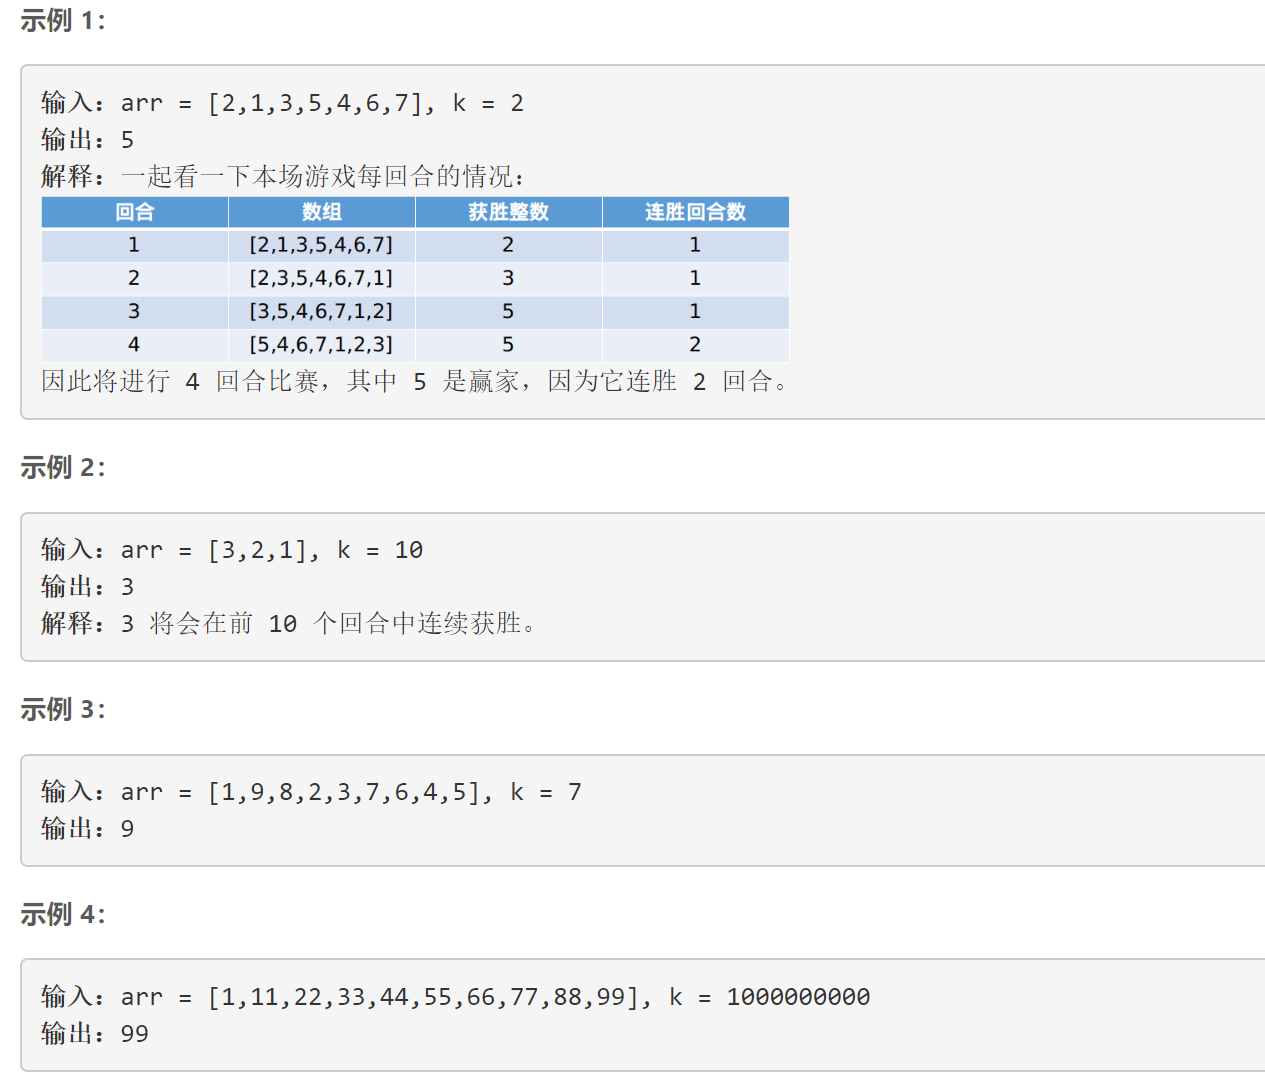 示例 1：
输入：arr = [2,1,3,5,4,6,7], k = 2
输出：5
解释：一起看一下本场游戏每回合的情况：
回合 数组 获胜整数 连胜回合数
1 [2,1,3,5,4,6,7] 2 1
2 [2,3,5,4,6,7,1] 3 1
3 [3,5,4,6,7,1,2] 5 1
4 [5,4,6,7,1,2,3] 5 2
因此将进行 4 回合比赛，其中 5 是赢家，因为它连胜 2 回合。
示例 2：
输入：arr = [3,2,1], k = 10
输出：3
解释：3 将会在前 10 个回合中连续获胜。
示例 3：
输入：arr = [1,9,8,2,3,7,6,4,5], k = 7
输出：9
示例 4：
输入：arr = [1,11,22,33,44,55,66,77,88,99], k = 1000000000
输出：99